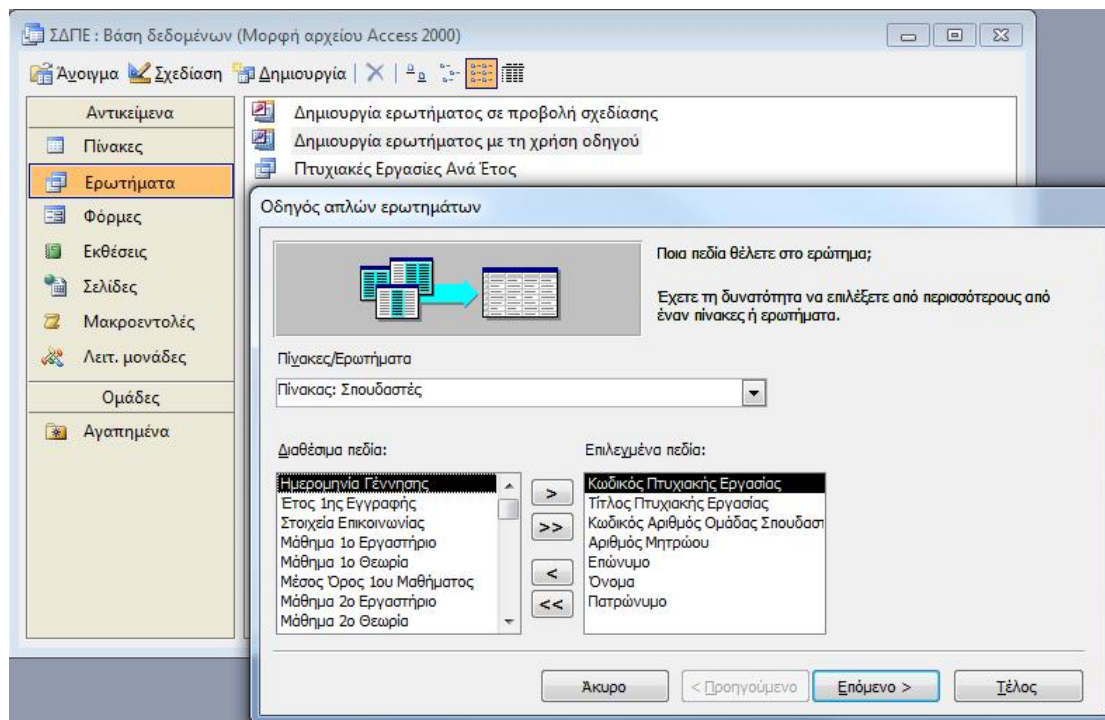 ΣΔΠΕ : Βάση δεδομένων (Μορφή αρχείου Access 2000)
Άνοιγμα Σχεδίαση Δημιουργία
Αντικείμενα
Πίνακες
Ερωτήματα
Φόρμες
Εκθέσεις
Σελίδες
Μακροεντολές
Λειτ. μονάδες
Ομάδες
Αγαπημένα
Δημιουργία ερωτήματος σε προβολή σχεδίασης
Δημιουργία ερωτήματος με τη χρήση οδηγού
Πτυχιακές Εργασίες Ανά Έτος
Οδηγός απλών ερωτημάτων
Ποια πεδία θέλετε στο ερώτημα;
Έχετε τη δυνατότητα να επιλέξετε από περισσότερους από
έναν πίνακες ή ερωτήματα.
Πίνακες/Ερωτήματα
Πίνακας: Σπουδαστές
Διαθέσιμα πεδία:
Ημερομηνία Γέννησης
Έτος 1ης Εγγραφής
Στοιχεία Επικοινωνίας
Μάθημα 1ο Εργαστήριο
Μάθημα 1ο Θεωρία
Μέσος Όρος 1ου Μαθήματος
Μάθημα 2ο Εργαστήριο
Μάθημα 2ο Θεωρία
>
>>
<
<<
Επιλεγμένα πεδία:
Κωδικός Πτυχιακής Εργασίας
Τίτλος Πτυχιακής Εργασίας
Κωδικός Αριθμός Ομάδας Σπουδαστ
Αριθμός Μητρώου
Επώνυμο
Όνομα
Πατρώνυμο
Άκυρο
< Προηγούμενο
Επόμενο >
Τέλος